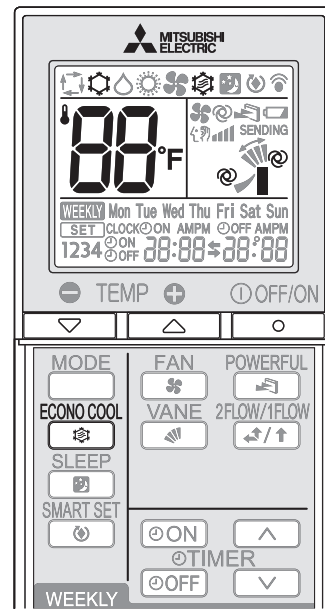 MITSUBISHI
ELECTRIC
88°F
SENDING
WEEKLY Mon Tue Wed Thu Fri Sat Sun
SET CLOCK ON AMPM OFF AMPM
1234 ON OFF 88:88 88:88
TEMP OFF/ON
MODE FAN POWERFUL
ECONO COOL VANE 2FLOW/1FLOW
SLEEP
SMART SET
ON
TIMER
OFF
WEEKLY